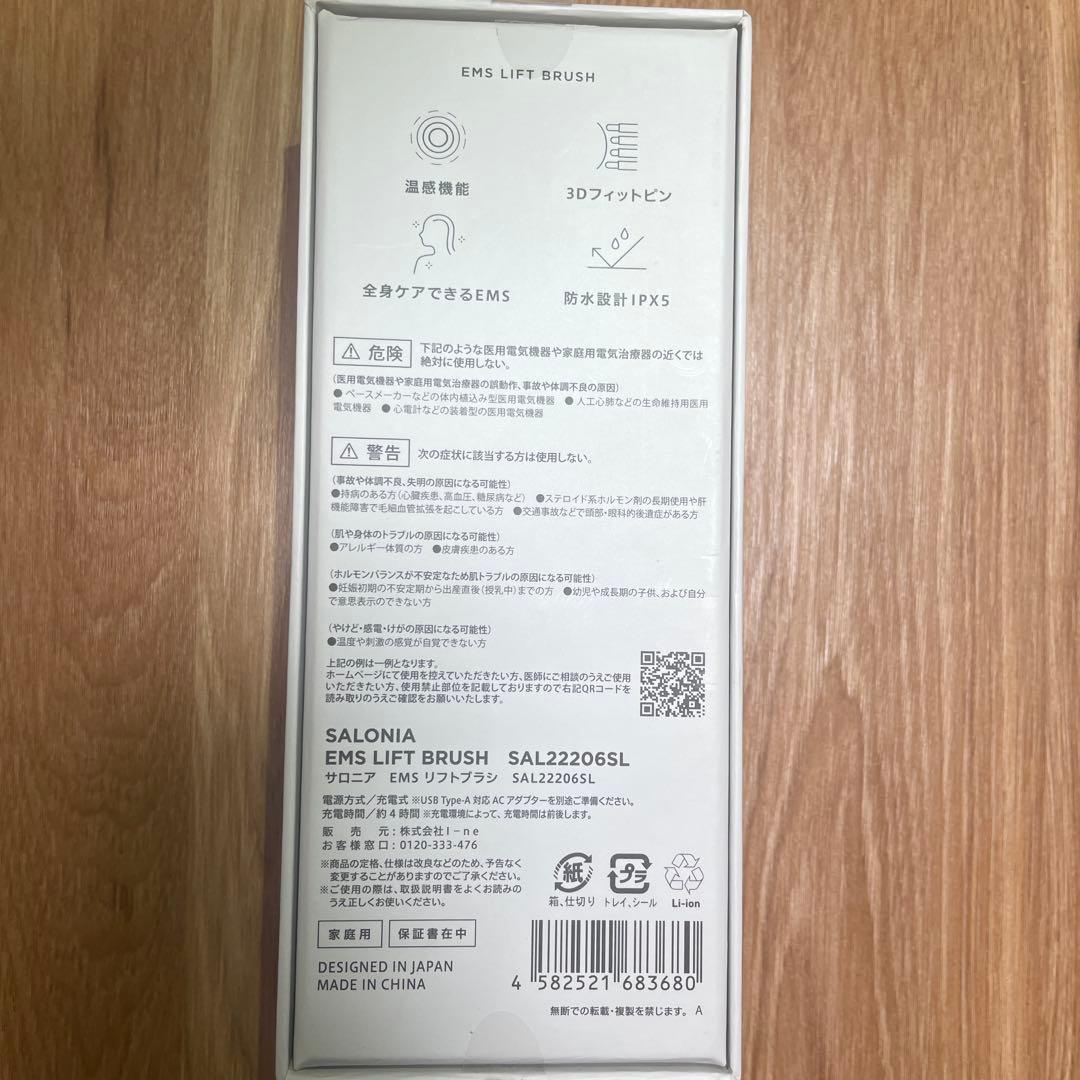 EMS LIFT BRUSH
温感機能
3Dフィットピン
全身ケアできるEMS
防水設計IPX5
危険 下記のような医用電気機器や家庭用電気治療器の近くでは
絶対に使用しない。
（医用電気機器や家庭用電気治療器の誤動作、事故や体調不良の原因）
● ペースメーカーなどの体内植込み型医用電気機器 ● 人工心肺などの生命維持用医用
電気機器 ● 心電計などの装着型の医用電気機器
警告 次の症状に該当する方は使用しない。
（事故や体調不良、失明の原因になる可能性）
●持病のある方（心臓疾患、高血圧、糖尿病など） ●ステロイド系ホルモン剤の長期使用や肝
機能障害で毛細血管拡張を起こしている方 ●交通事故などで頭部・眼科的後遺症がある方
（肌や身体のトラブルの原因になる可能性）
●アレルギー体質の方 ●皮膚疾患のある方
（ホルモンバランスが不安定なため肌トラブルの原因になる可能性）
●妊娠初期の不安定期から出産直後（授乳中）までの方 ●幼児や成長期の子供、および自分
で意思表示のできない方
（やけど・感電・けがの原因になる可能性）
●温度や刺激の感覚が自覚できない方
上記の例は一例となります。
ホームページにて使用を控えていただきたい方、医師にご相談のうえご使用
いただきたい方、使用禁止部位を記載しておりますので右記QRコードを
読み取りのうえご確認をお願いいたします。
SALONIA
EMS LIFT BRUSH SAL22206SL
サロニア EMS リフトブラシ SAL22206SL
電源方式／充電式 ※USB Type-A 対応 AC アダプターを別途ご準備ください。
充電時間／約4時間 ※充電環境によって、充電時間は前後します。
販売元：株式会社I－ne
お客様窓口：0120-333-476
※商品の定格、仕様は改良などのため、予告なく
変更することがありますのでご了承ください。
※ご使用の際は、取扱説明書をよくお読みの
うえ正しくお使いください。
紙
箱、仕切り
プラ
トレイ、シール
Li-ion
家庭用 保証書在中
DESIGNED IN JAPAN
MADE IN CHINA
4 582521 683680
無断での転載・複製を禁じます。 A